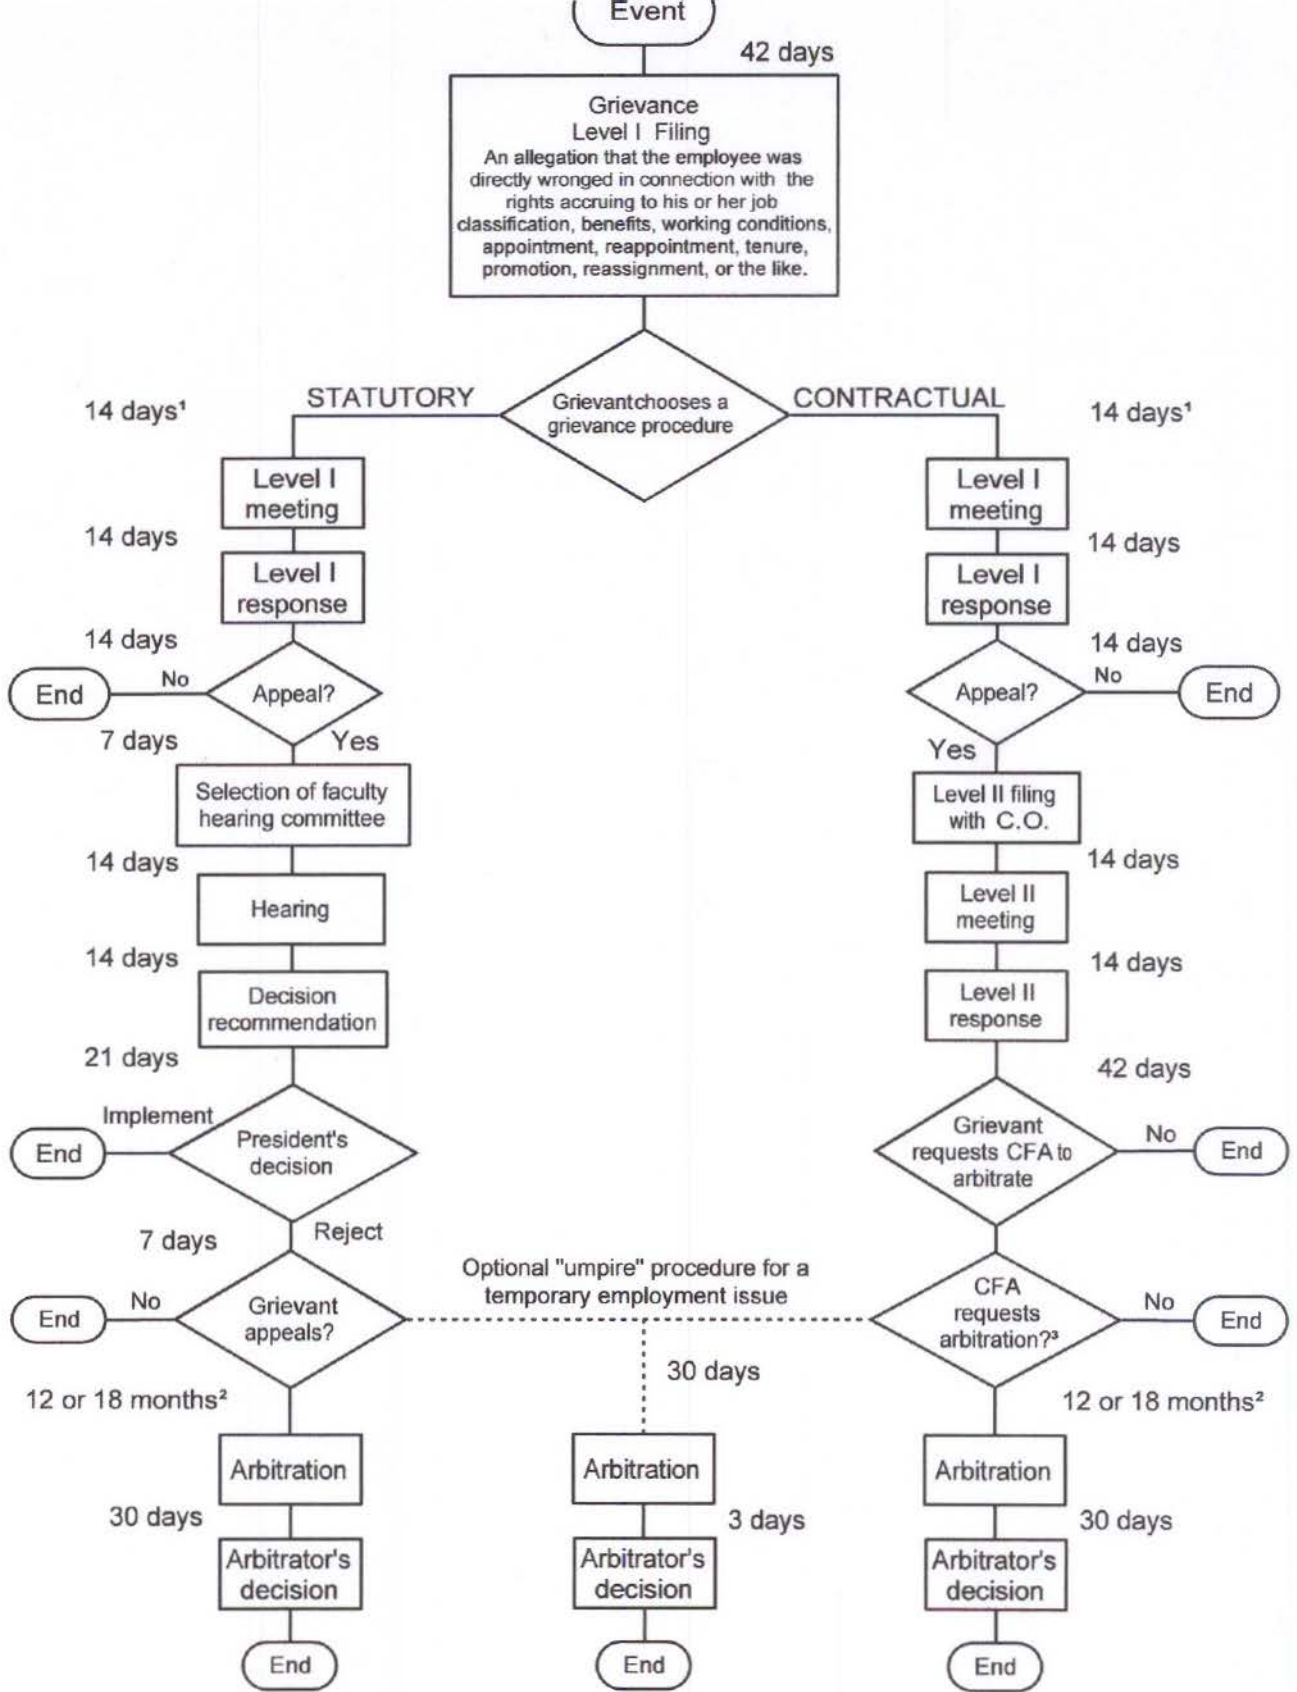 Event
42 days
Grievance
Level I Filing
An allegation that the employee was
directly wronged in connection with the
rights accruing to his or her job
classification, benefits, working conditions,
appointment, reappointment, tenure,
promotion, reassignment, or the like.
Grievant chooses a
grievance procedure
STATUTORY
14 days¹
Level I
meeting
14 days
Level I
response
14 days
Appeal?
No
End
7 days
Yes
Selection of faculty
hearing committee
14 days
Hearing
14 days
Decision
recommendation
21 days
Implement
End
President's
decision
Reject
7 days
No
End
Grievant
appeals?
12 or 18 months²
Arbitration
30 days
Arbitrator's
decision
End
Optional "umpire" procedure for a
temporary employment issue
30 days
Arbitration
3 days
Arbitrator's
decision
End
CONTRACTUAL
14 days¹
Level I
meeting
14 days
Level I
response
14 days
Appeal?
No
End
Yes
Level II filing
with C.O.
14 days
Level II
meeting
14 days
Level II
response
42 days
Grievant
requests CFA to
arbitrate
No
End
CFA
requests
arbitration?³
No
End
12 or 18 months²
Arbitration
30 days
Arbitrator's
decision
End